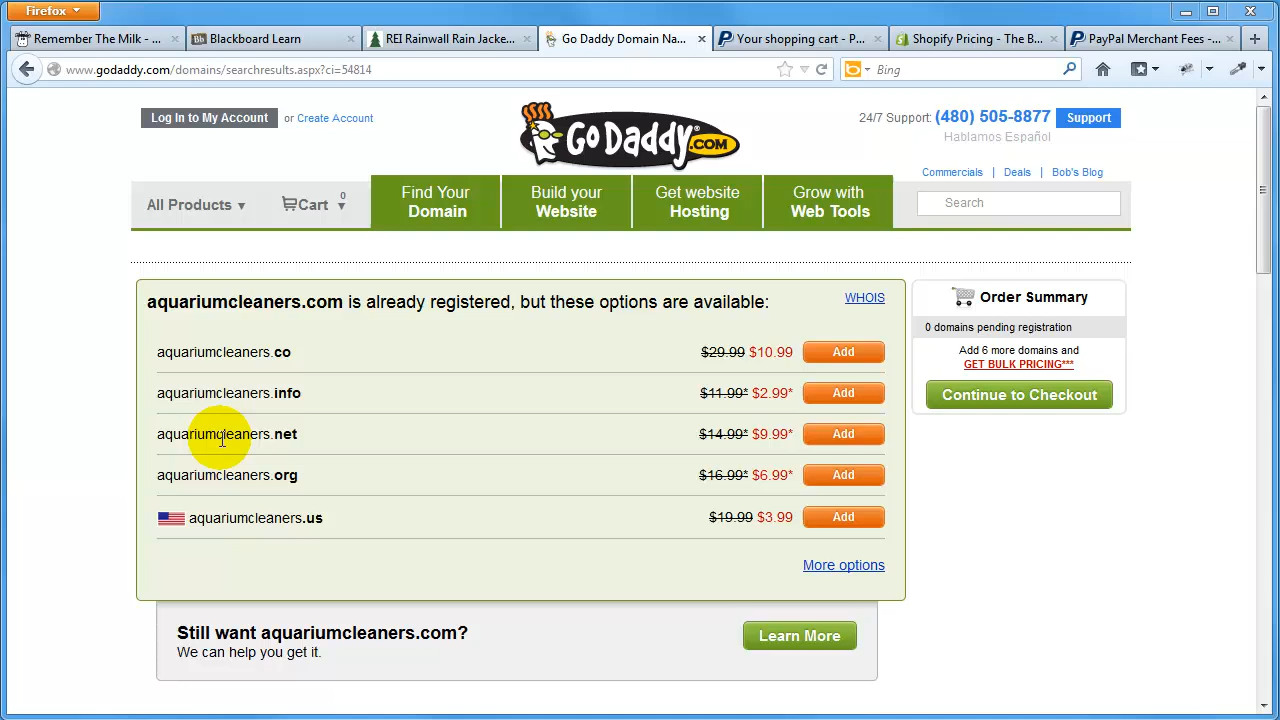 Firefox
Remember The Milk - ...
Blackboard Learn
REI Rainwall Rain Jacke...
Go Daddy Domain Na...
Your shopping cart - P...
Shopify Pricing - The B...
PayPal Merchant Fees -...
www.godaddy.com/domains/searchresults.aspx?ci=54814
Bing
Log In to My Account or Create Account
GO DADDY .COM
24/7 Support: (480) 505-8877 Support
Hablamos Español
Commercials | Deals | Bob's Blog
All Products
Cart 0
Find Your Domain
Build your Website
Get website Hosting
Grow with Web Tools
Search
aquariumcleaners.com is already registered, but these options are available: WHOIS
aquariumcleaners.co $29.99 $10.99 Add
aquariumcleaners.info $11.99* $2.99* Add
aquariumcleaners.net $14.99* $9.99* Add
aquariumcleaners.org $16.99* $6.99* Add
aquariumcleaners.us $19.99 $3.99 Add
More options
Order Summary
0 domains pending registration
Add 6 more domains and
GET BULK PRICING***
Continue to Checkout
Still want aquariumcleaners.com?
We can help you get it.
Learn More